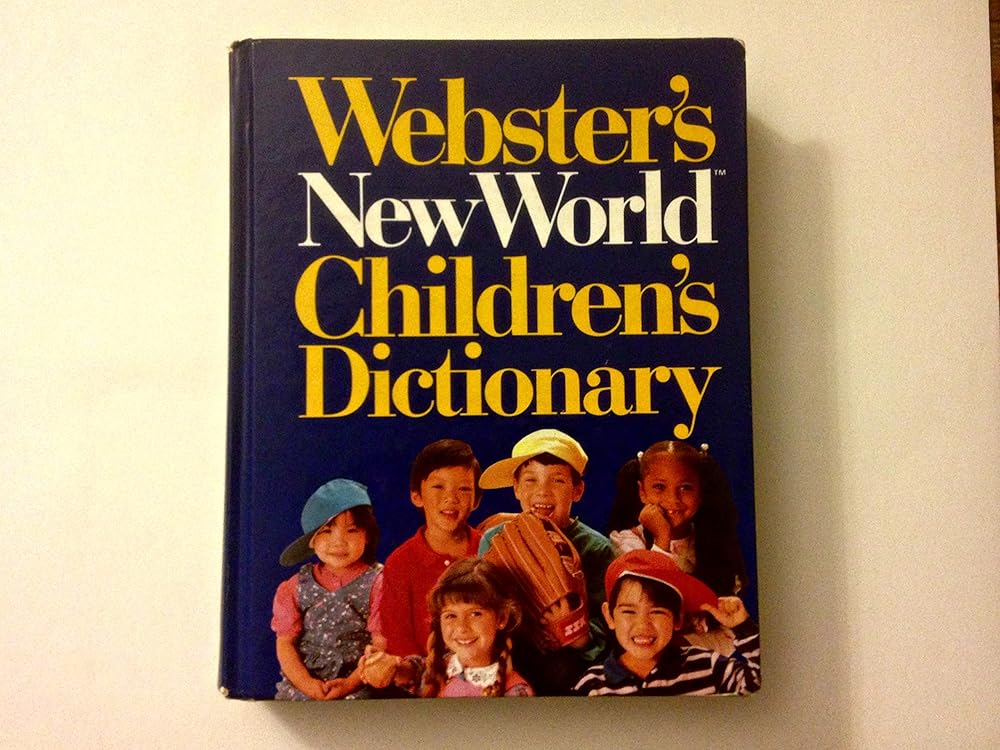 Webster's
New World™
Children's
Dictionary